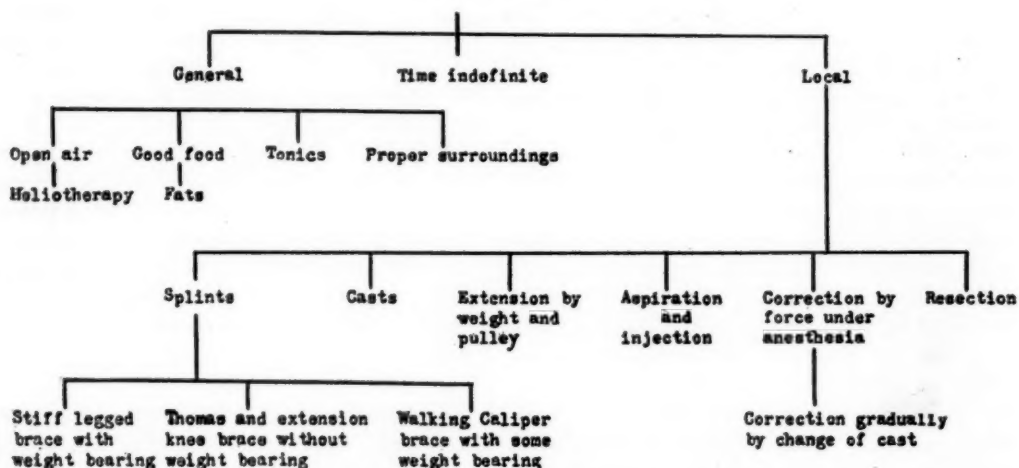 General
Time indefinite
Local
Open air
Good food
Tonics
Proper surroundings
Heliotherapy
Fats
Splints
Casts
Extension by
weight and
pulley
Aspiration
and
injection
Correction by
force under
anesthesia
Resection
Stiff legged
brace with
weight bearing
Thomas and extension
knee brace without
weight bearing
Walking Caliper
brace with some
weight bearing
Correction gradually
by change of cast